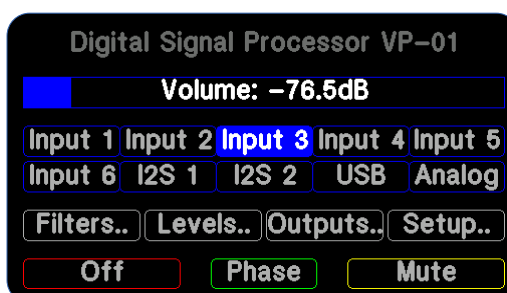 Digital Signal Processor VP-01
Volume: -76.5dB
Input 1 Input 2 Input 3 Input 4 Input 5
Input 6 I2S 1 I2S 2 USB Analog
Filters.. Levels.. Outputs.. Setup..
Off Phase Mute